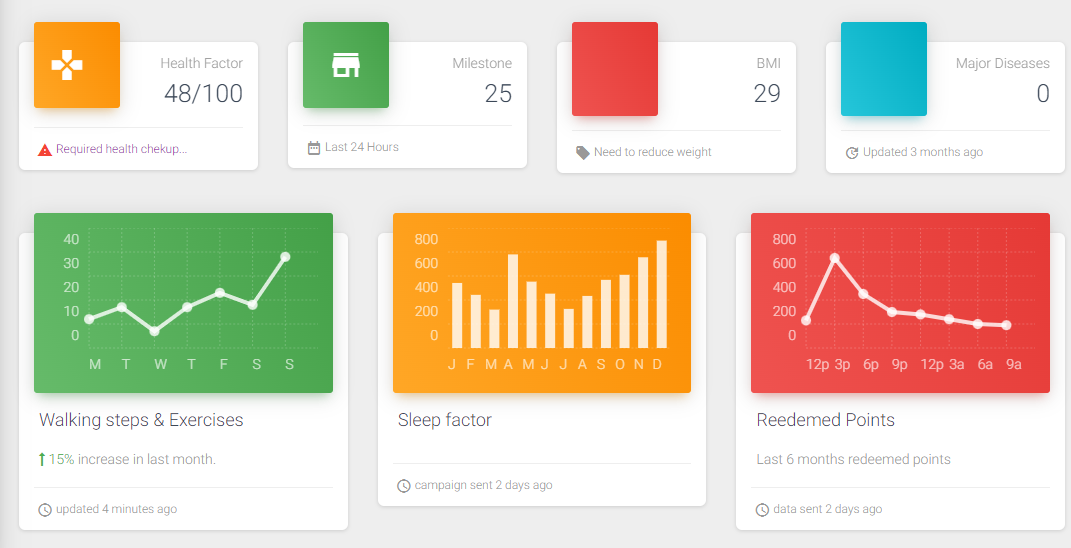 Health Factor
48/100
Required health chekup...
Milestone
25
Last 24 Hours
BMI
29
Need to reduce weight
Major Diseases
0
Updated 3 months ago
40
30
20
10
0
M T W T F S S
Walking steps & Exercises
15% increase in last month.
updated 4 minutes ago
800
600
400
200
0
J F M A M J J A S O N D
Sleep factor
campaign sent 2 days ago
800
600
400
200
0
12p 3p 6p 9p 12p 3a 6a 9a
Reedemed Points
Last 6 months redeemed points
data sent 2 days ago